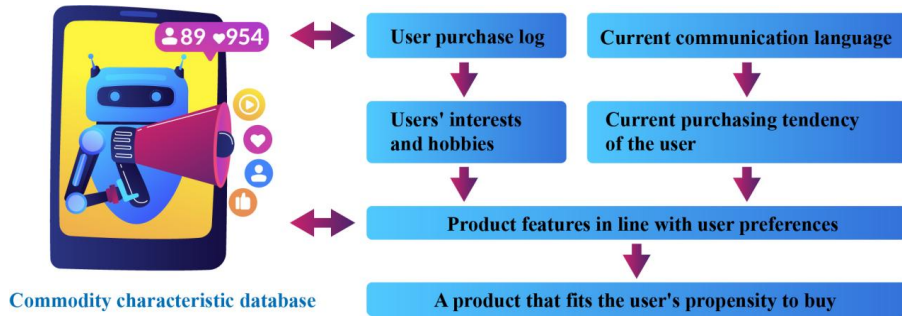 89 954
User purchase log
Current communication language
Users' interests
and hobbies
Current purchasing tendency
of the user
Product features in line with user preferences
Commodity characteristic database
A product that fits the user's propensity to buy